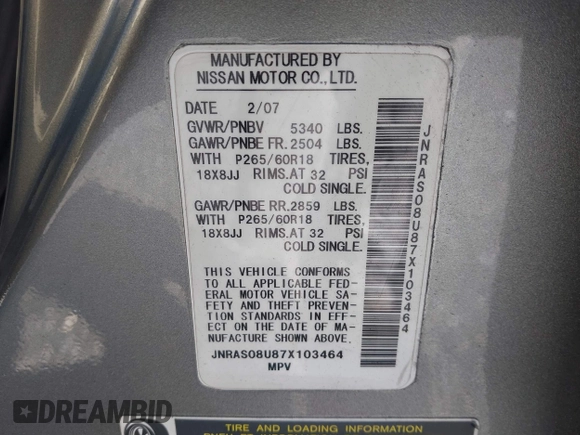 MANUFACTURED BY
NISSAN MOTOR CO., LTD.
DATE 2/07
GVWR/PNBV 5340 LBS.
GAWR/PNBE FR. 2504 LBS.
WITH P265/60R18 TIRES,
18X8JJ RIMS. AT 32 PSI
COLD SINGLE.
GAWR/PNBE RR. 2859 LBS.
WITH P265/60R18 TIRES,
18X8JJ RIMS. AT 32 PSI
COLD SINGLE.
THIS VEHICLE CONFORMS
TO ALL APPLICABLE FED-
ERAL MOTOR VEHICLE SA-
FETY AND THEFT PREVEN-
TION STANDARDS IN EFF-
ECT ON THE DATE OF MA-
NUFACTURE SHOWN ABOVE.
JNRAS08U87X103464
MPV
JNRAS08U87X103464
TIRE AND LOADING INFORMATION
DREAMBID